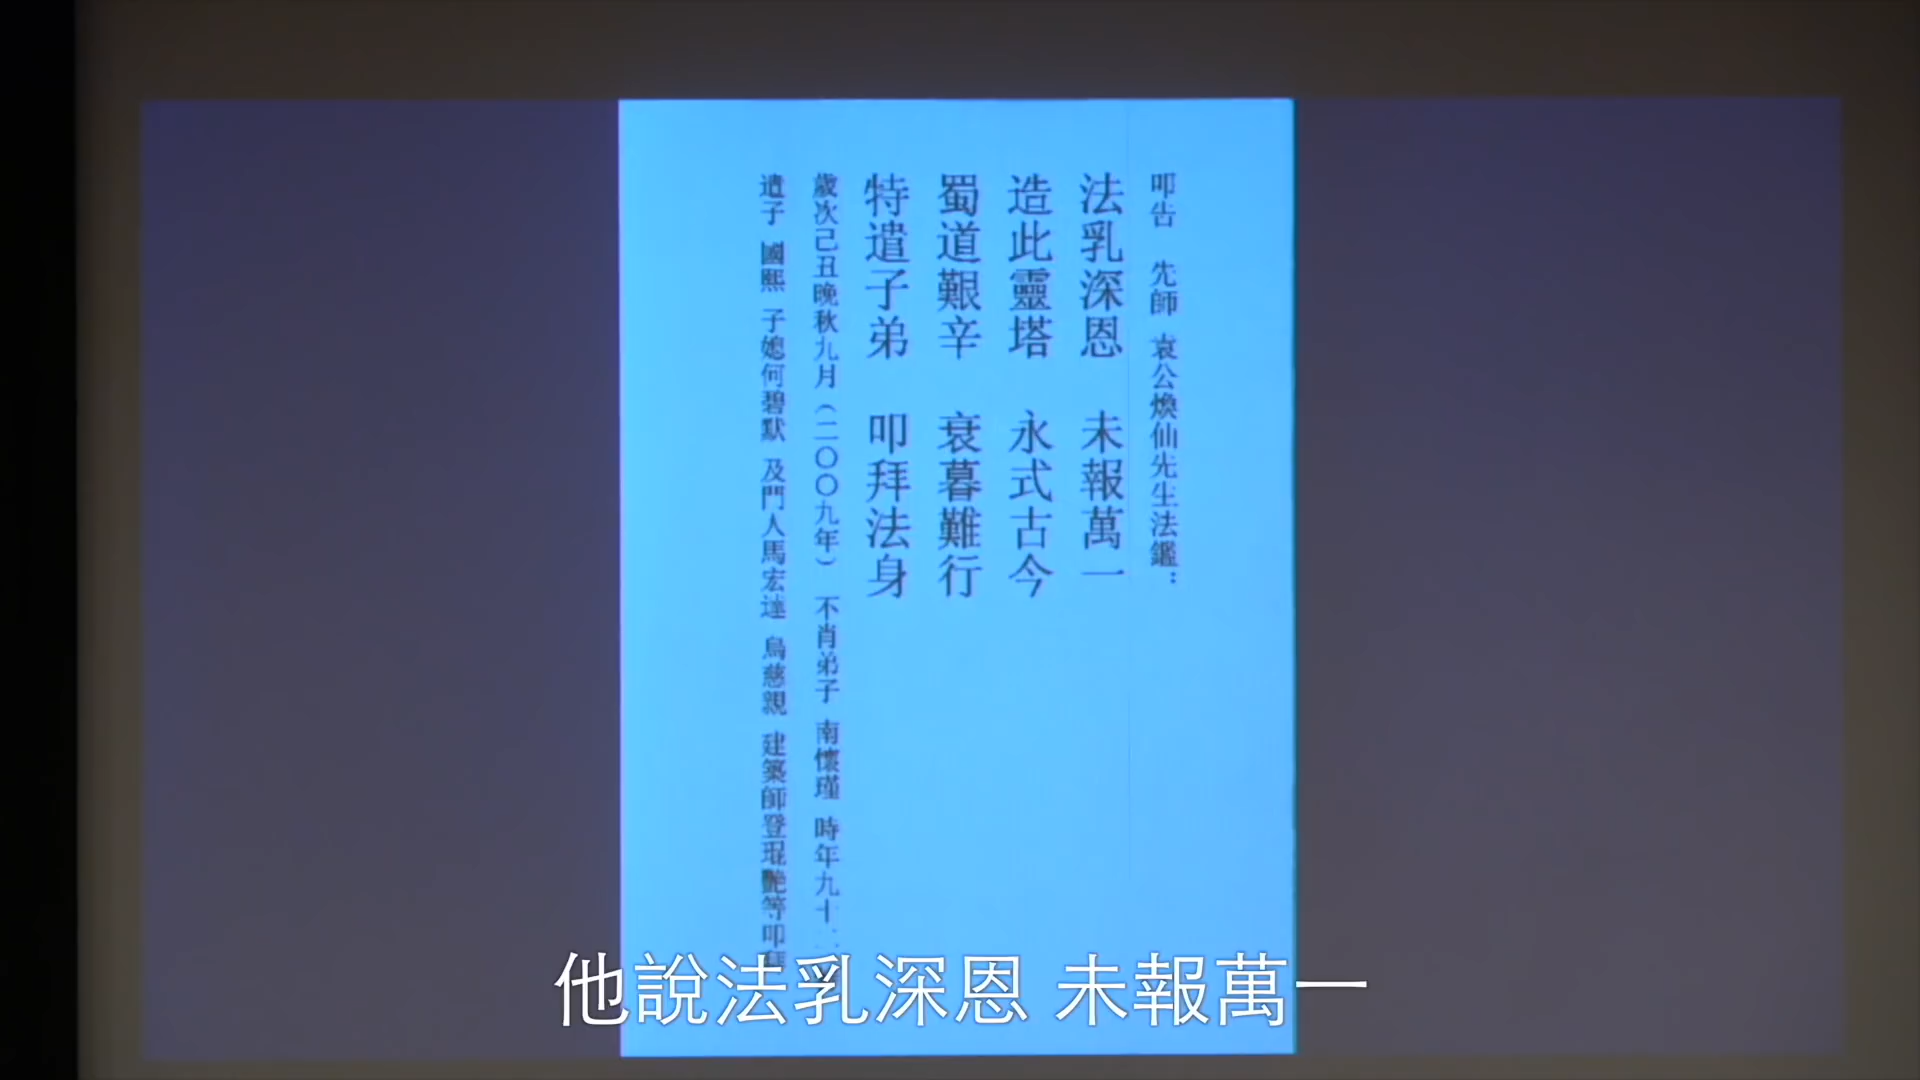 叩告 先師 袁公煥仙先生法鑑：
法乳深恩 未報萬一
造此靈塔 永式古今
蜀道艱辛 衰暮難行
特遣子弟 叩拜法身
歲次己丑晚秋九月（二〇〇九年） 不肖弟子 南懷瑾 時年九十
遣子 國熙 子媳何碧默 及門人馬宏達 烏慈親 建築師登琨艷等叩拜
他說法乳深恩 未報萬一